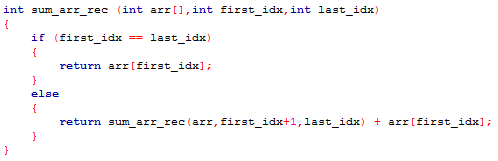 int sum_arr_rec (int arr[],int first_idx,int last_idx)
{
    if (first_idx == last_idx)
    {
        return arr[first_idx];
    }
    else
    {
        return sum_arr_rec(arr,first_idx+1,last_idx) + arr[first_idx];
    }
}